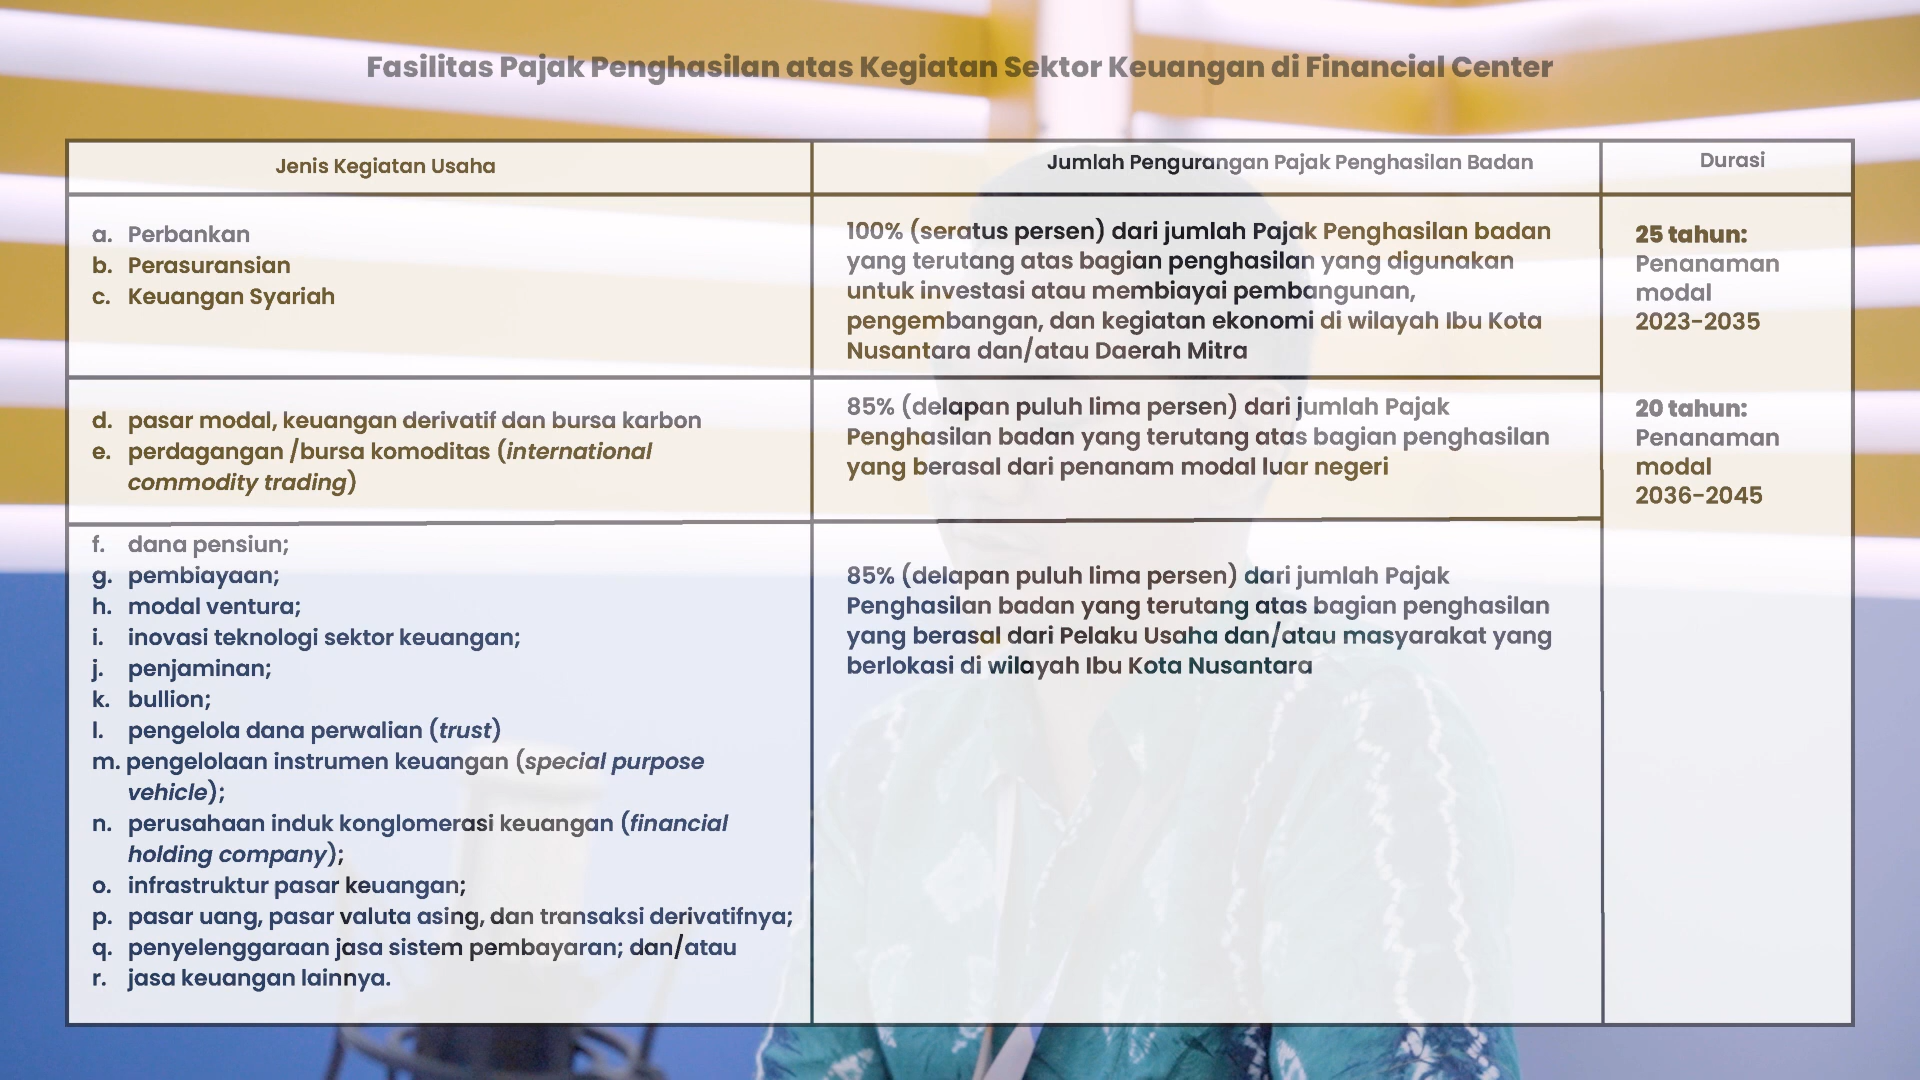 Fasilitas Pajak Penghasilan atas Kegiatan Sektor Keuangan di Financial Center
Jenis Kegiatan Usaha
Jumlah Pengurangan Pajak Penghasilan Badan
Durasi
a. Perbankan
b. Perasuransian
c. Keuangan Syariah
100% (seratus persen) dari jumlah Pajak Penghasilan badan
yang terutang atas bagian penghasilan yang digunakan
untuk investasi atau membiayai pembangunan,
pengembangan, dan kegiatan ekonomi di wilayah Ibu Kota
Nusantara dan/atau Daerah Mitra
25 tahun:
Penanaman
modal
2023-2035
d. pasar modal, keuangan derivatif dan bursa karbon
e. perdagangan /bursa komoditas (international
commodity trading)
85% (delapan puluh lima persen) dari jumlah Pajak
Penghasilan badan yang terutang atas bagian penghasilan
yang berasal dari penanam modal luar negeri
20 tahun:
Penanaman
modal
2036-2045
f. dana pensiun;
g. pembiayaan;
h. modal ventura;
i. inovasi teknologi sektor keuangan;
j. penjaminan;
k. bullion;
l. pengelola dana perwalian (trust)
m. pengelolaan instrumen keuangan (special purpose
vehicle);
n. perusahaan induk konglomerasi keuangan (financial
holding company);
o. infrastruktur pasar keuangan;
p. pasar uang, pasar valuta asing, dan transaksi derivatifnya;
q. penyelenggaraan jasa sistem pembayaran; dan/atau
r. jasa keuangan lainnya.
85% (delapan puluh lima persen) dari jumlah Pajak
Penghasilan badan yang terutang atas bagian penghasilan
yang berasal dari Pelaku Usaha dan/atau masyarakat yang
berlokasi di wilayah Ibu Kota Nusantara